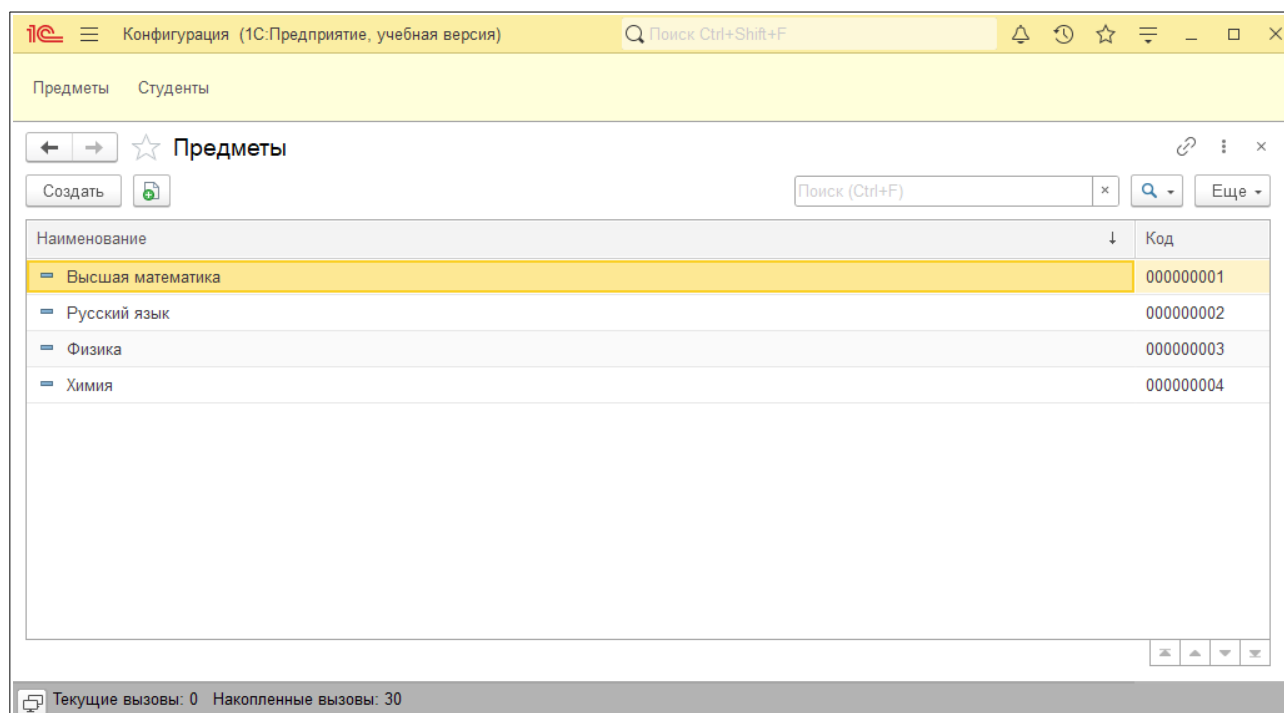 1С Конфигурация (1С:Предприятие, учебная версия) Поиск Ctrl+Shift+F
Предметы Студенты
Предметы
Создать Поиск (Ctrl+F) × Еще
Наименование ↓ Код
Высшая математика 000000001
Русский язык 000000002
Физика 000000003
Химия 000000004
Текущие вызовы: 0 Накопленные вызовы: 30